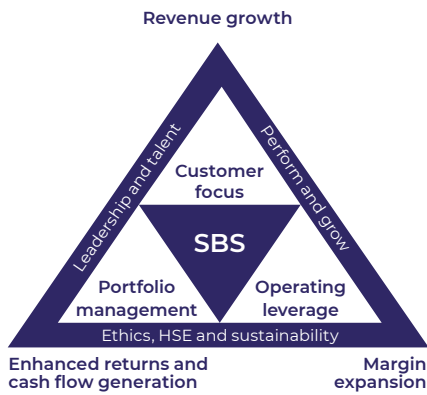 Revenue growth
Leadership and talent
Perform and grow
Customer
focus
SBS
Portfolio
management
Operating
leverage
Ethics, HSE and sustainability
Enhanced returns and
cash flow generation
Margin
expansion